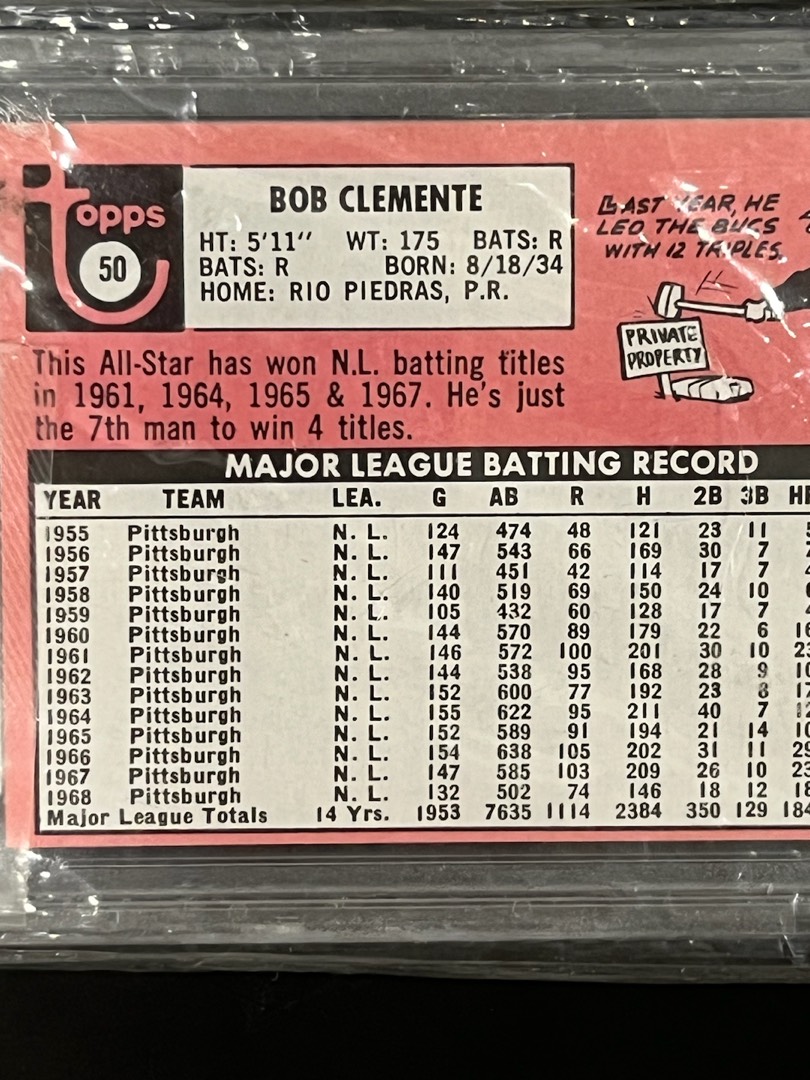 topps
50
BOB CLEMENTE
HT: 5'11" WT: 175 BATS: R
BATS: R BORN: 8/18/34
HOME: RIO PIEDRAS, P.R.
LAST YEAR, HE
LED THE BUCS
WITH 12 TRIPLES.
PRIVATE
PROPERTY
This All-Star has won N.L. batting titles
in 1961, 1964, 1965 & 1967. He's just
the 7th man to win 4 titles.
MAJOR LEAGUE BATTING RECORD
YEAR TEAM LEA. G AB R H 2B 3B
1955 Pittsburgh N. L. 124 474 48 121 23 11
1956 Pittsburgh N. L. 147 543 66 169 30 7
1957 Pittsburgh N. L. 111 451 42 114 17 7
1958 Pittsburgh N. L. 140 519 69 150 24 10
1959 Pittsburgh N. L. 105 432 60 128 17 7
1960 Pittsburgh N. L. 144 570 89 179 22 6
1961 Pittsburgh N. L. 146 572 100 201 30 10
1962 Pittsburgh N. L. 144 538 95 168 28 9
1963 Pittsburgh N. L. 152 600 77 192 23 8
1964 Pittsburgh N. L. 155 622 95 211 40 7
1965 Pittsburgh N. L. 152 589 91 194 21 14
1966 Pittsburgh N. L. 154 638 105 202 31 11
1967 Pittsburgh N. L. 147 585 103 209 26 10
1968 Pittsburgh N. L. 132 502 74 146 18 12
Major League Totals 14 Yrs. 1953 7635 1114 2384 350 129 184